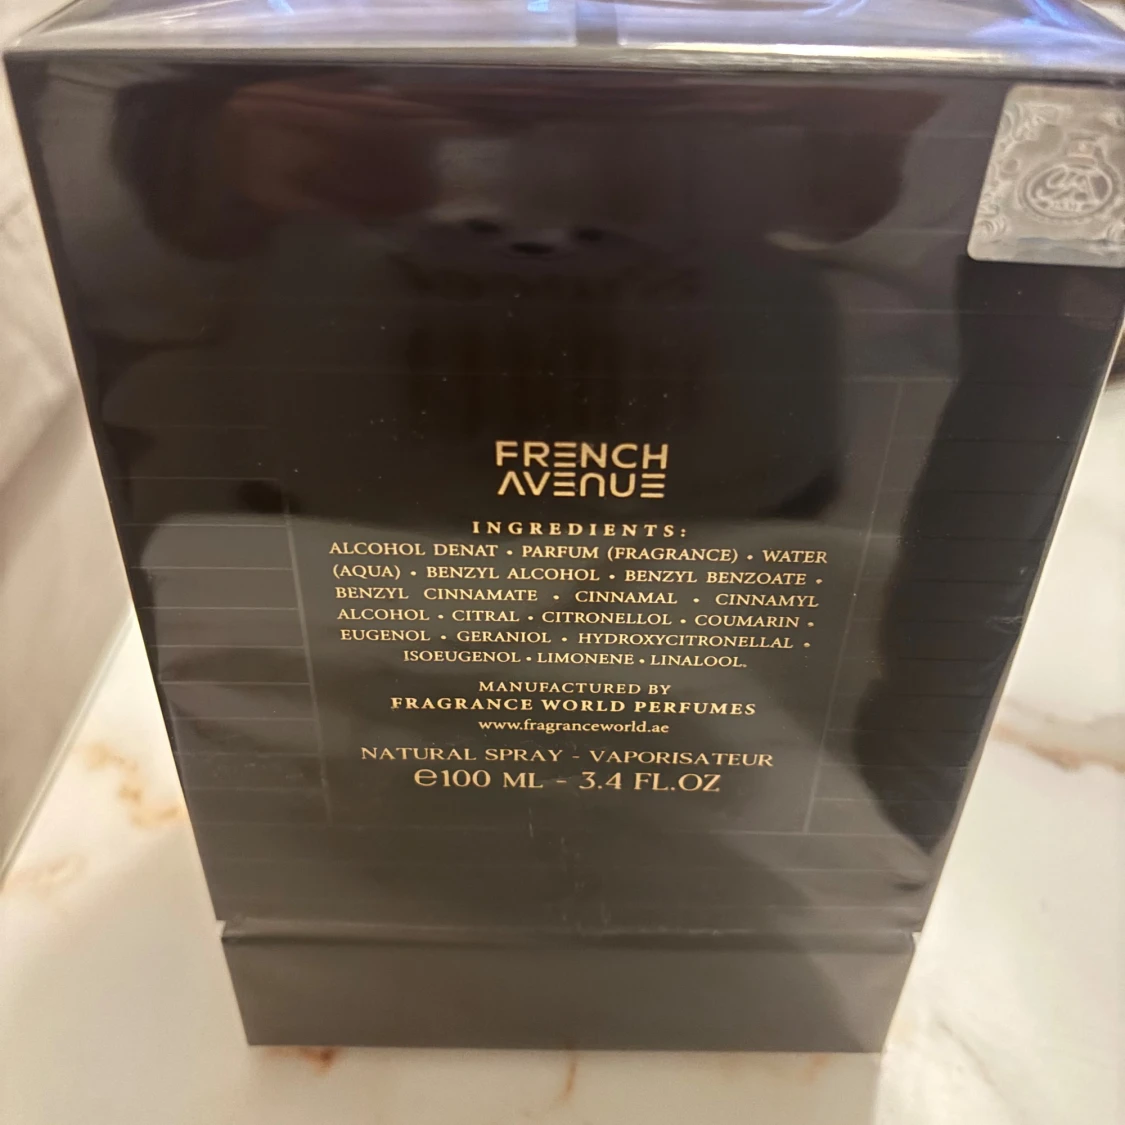 FRENCH
AVENUE
INGREDIENTS:
ALCOHOL DENAT • PARFUM (FRAGRANCE) • WATER
(AQUA) • BENZYL ALCOHOL • BENZYL BENZOATE •
BENZYL CINNAMATE • CINNAMAL • CINNAMYL
ALCOHOL • CITRAL • CITRONELLOL • COUMARIN •
EUGENOL • GERANIOL • HYDROXYCITRONELLAL •
ISOEUGENOL • LIMONENE • LINALOOL.
MANUFACTURED BY
FRAGRANCE WORLD PERFUMES
www.fragranceworld.ae
NATURAL SPRAY - VAPORISATEUR
℮100 ML - 3.4 FL.OZ